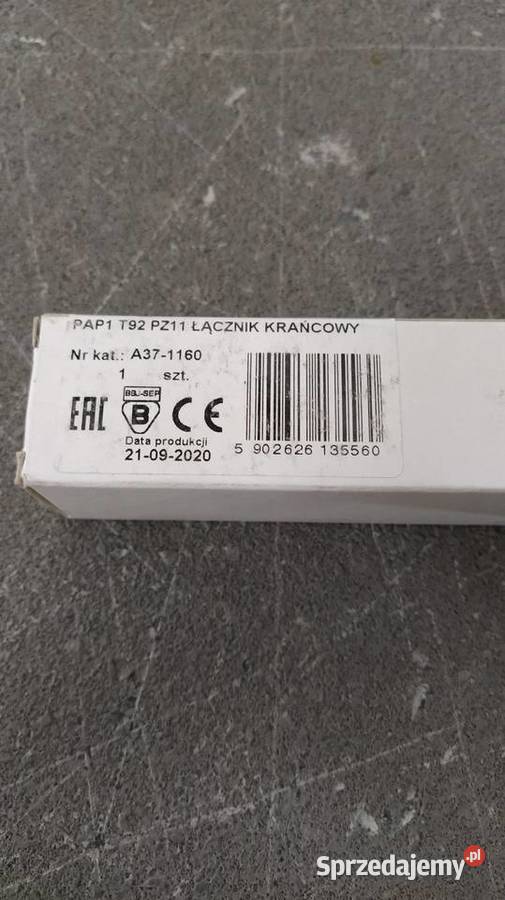 PAP1 T92 PZ11 ŁĄCZNIK KRAŃCOWY
Nr kat.: A37-1160
1 szt.
EAC BBJ-SEP B CE
Data produkcji
21-09-2020
5 902626 135560
Sprzedajemy.pl